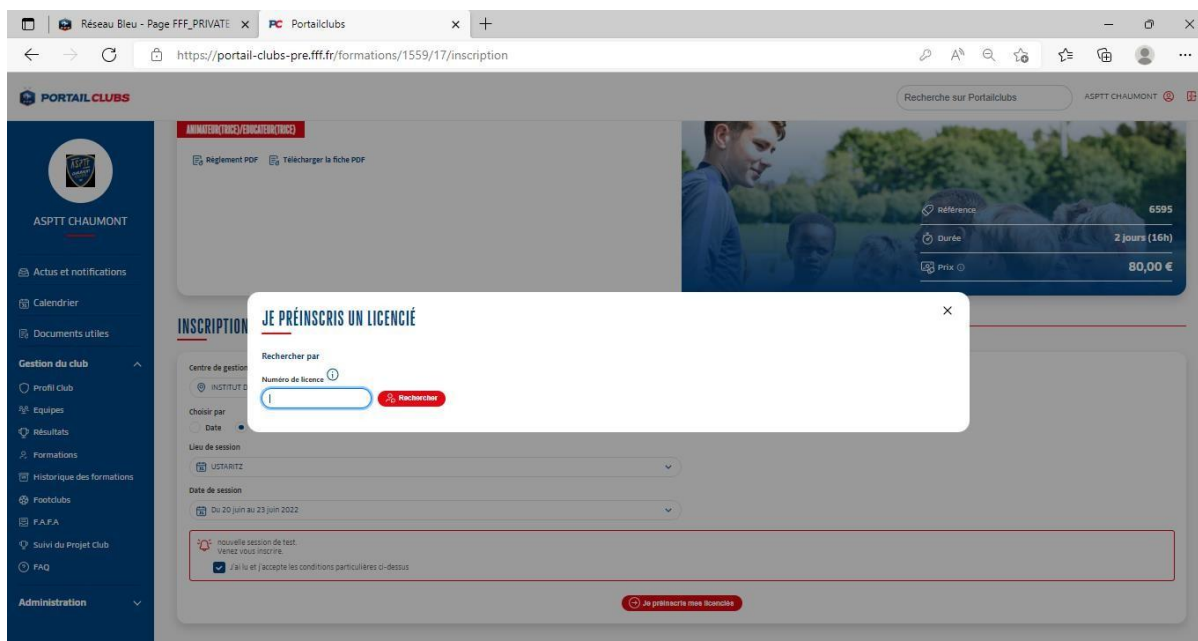 Réseau Bleu - Page FFF_PRIVATE
Portailclubs
https://portail-clubs-pre.fff.fr/formations/1559/17/inscription
PORTAIL CLUBS
Recherche sur Portailclubs
ASPTT CHAUMONT
ANIMATEUR(TRICE)/EDUCATEUR(TRICE)
Règlement PDF
Télécharger la fiche PDF
Référence 6595
Durée 2 jours (16h)
Prix 80,00 €
ASPTT CHAUMONT
Actus et notifications
Calendrier
Documents utiles
Gestion du club
Profil Club
Equipes
Résultats
Formations
Historique des formations
Footclubs
F.A.F.A
Suivi du Projet Club
FAQ
Administration
INSCRIPTION
JE PRÉINSCRIS UN LICENCIÉ
Rechercher par
Numéro de licence
Rechercher
Centre de gestion
INSTITUT D
Choisir par
Date
Lieu de session
USTARITZ
Date de session
Du 20 juin au 23 juin 2022
nouvelle session de test.
Venez vous inscrire.
J'ai lu et j'accepte les conditions particulières ci-dessus
Je préinscris mes licenciés